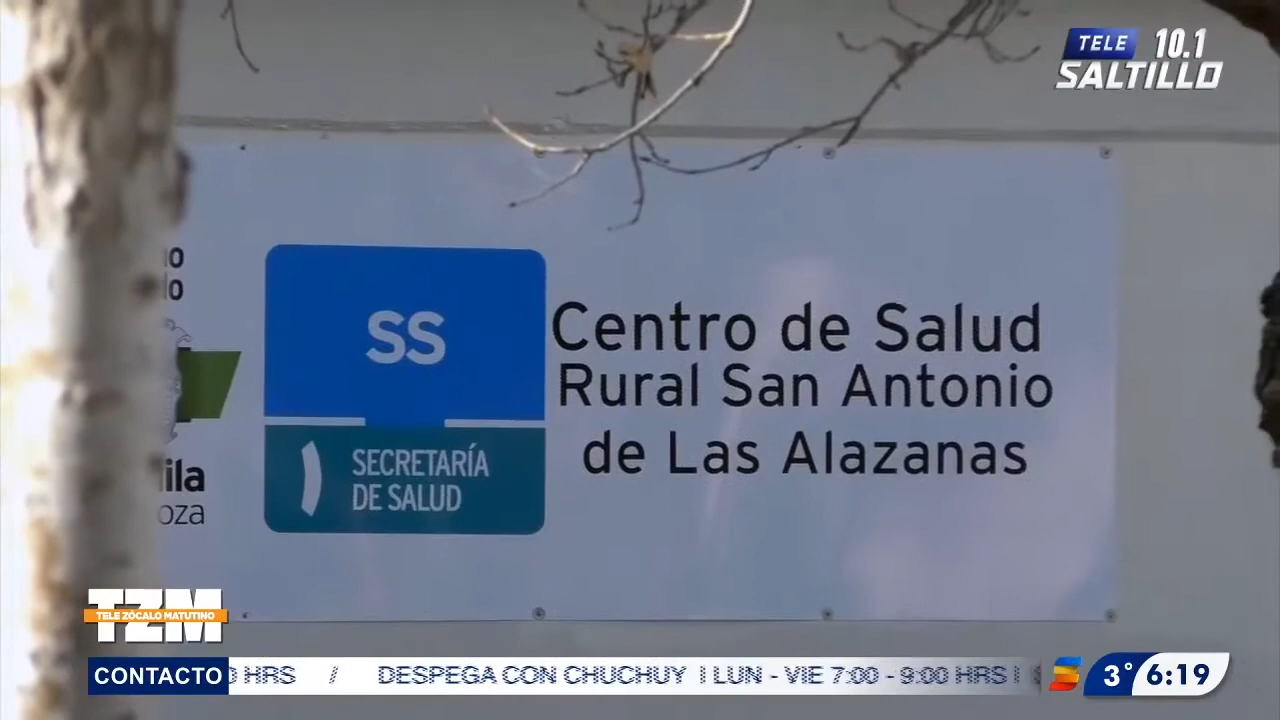 TELE 10.1
SALTILLO
SS
SECRETARÍA
DE SALUD
Centro de Salud
Rural San Antonio
de Las Alazanas
TZM
TELE ZÓCALO MATUTINO
CONTACTO
HRS / DESPEGA CON CHUCHUY | LUN - VIE 7:00 - 9:00 HRS |
3° 6:19